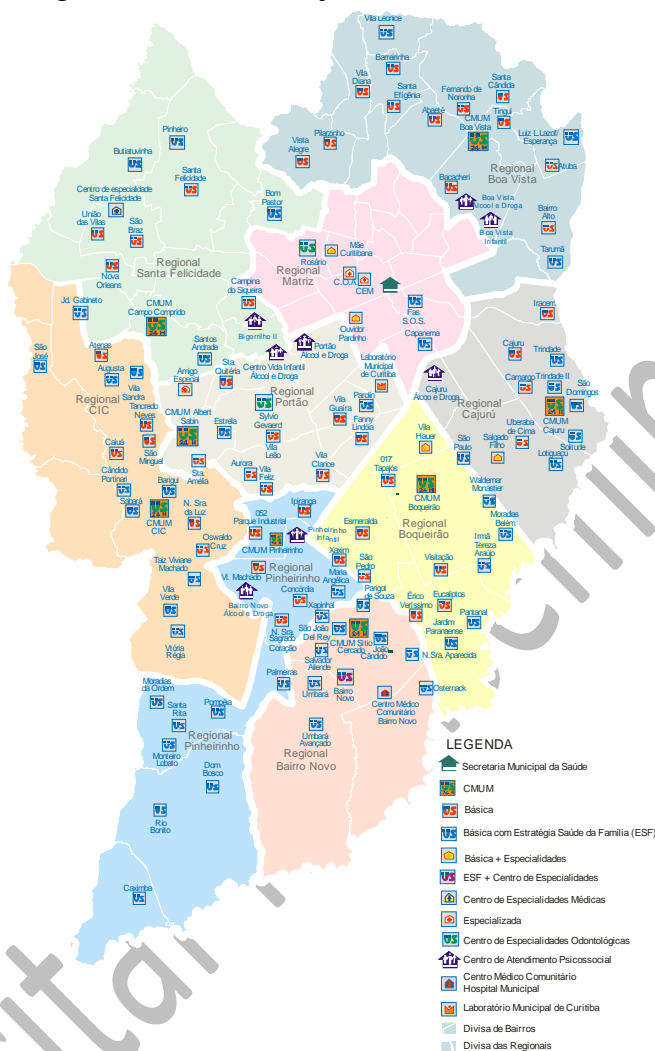 Vila Leonice
Barreirinha
Vila
Diana
Santa
Efigênia
Fernando de
Noronha
Santa
Cândida
Abaeté
CMUM
Boa Vista
Tingui
Luiz L.Lazof/
Esperança
Pilarzinho
Vista
Alegre
Regional
Boa Vista
Atuba
Bacacheri
Boa Vista
Álcool e Droga
Boa Vista
Infantil
Bairro
Alto
Tarumã
Pinheiro
Butiatuvinha
Santa
Felicidade
Centro de especialidade
Santa Felicidade
Bom
Pastor
União
das Vilas
São
Braz
Nova
Orleans
Regional
Santa Felicidade
CMUM
Campo Comprido
Campina
do Siqueira
Bigorrilho II
Rosário
Mãe
Curitibana
Regional
Matriz
CEM
Fas
S.O.S.
Ouvidor
Pardinho
Capanema
Jd. Gabineto
São
José
Atenas
Augusta
Vila
Sandra
Santos
Andrade
Sta.
Quitéria
Amigo
Especial
Centro Vida Infantil
Álcool e Droga
Portão
Álcool e Droga
Laboratório
Municipal
de Curitiba
Regional
Portão
Regional
CIC
Tancredo
Neves
CMUM Albert
Sabin
Estrela
Sylvio
Gevaerd
Vila
Guaíra
Parolin
Fanny
Lindóia
Vila
Leão
Caiuá
São
Minguel
Cândido
Portinari
Barigui
Sta.
Amélia
Aurora
Vila
Feliz
Vila
Clarice
Sabará
CMUM
CIC
N. Sra.
da Luz
Oswaldo
Cruz
Taiz Viviane
Machado
Vila
Verde
Vitória
Régia
Cajuru
Álcool e Droga
Iracem.
Cajuru
Trindade
Camargo
Trindade II
São
Domingos
Regional
Cajurú
Uberaba
de Cima
CMUM
Cajuru
Solitude
Lotiguaçu
São
Paulo
Salgado
Filho
Vila
Hauer
017
Tapajós
CMUM
Boqueirão
Waldemar
Monastier
Moradias
Belém
Regional
Boqueirão
Irmã
Tereza
Araújo
Visitação
Érico
Veríssimo
Eucaliptos
Pantanal
Jardim
Paranaense
N.Sra. Aparecida
Ipiranga
052
Parque Industrial
CMUM Pinheirinho
Pinheirinho
Infantil
Esmeralda
Xaxim
São
Pedro
Regional
Pinheirinho
Maria
Angélica
Parigot
de Souza
Vl. Machado
Bairro Novo
Álcool e Droga
Concórdia
Xapinhal
N. Sra.
Sagrado
Coração
São João
Del Rey
CMUM Sítio
Cercado
João
Cândido
Salvador
Allende
Palmeiras
Umbará
Bairro
Novo
Centro Médico
Comunitário
Bairro Novo
Osternack
Umbará
Avançado
Regional
Bairro Novo
Moradias
da Ordem
Pompéia
Santa
Rita
Regional
Pinheirinho
Monteiro
Lobato
Dom
Bosco
Rio
Bonito
Caximba
LEGENDA
Secretaria Municipal da Saúde
CMUM
Básica
Básica com Estratégia Saúde da Família (ESF)
Básica + Especialidades
ESF + Centro de Especialidades
Centro de Especialidades Médicas
Especializada
Centro de Especialidades Odontológicas
Centro de Atendimento Psicossocial
Centro Médico Comunitário
Hospital Municipal
Laboratório Municipal de Curitiba
Divisa de Bairros
Divisa das Regionais